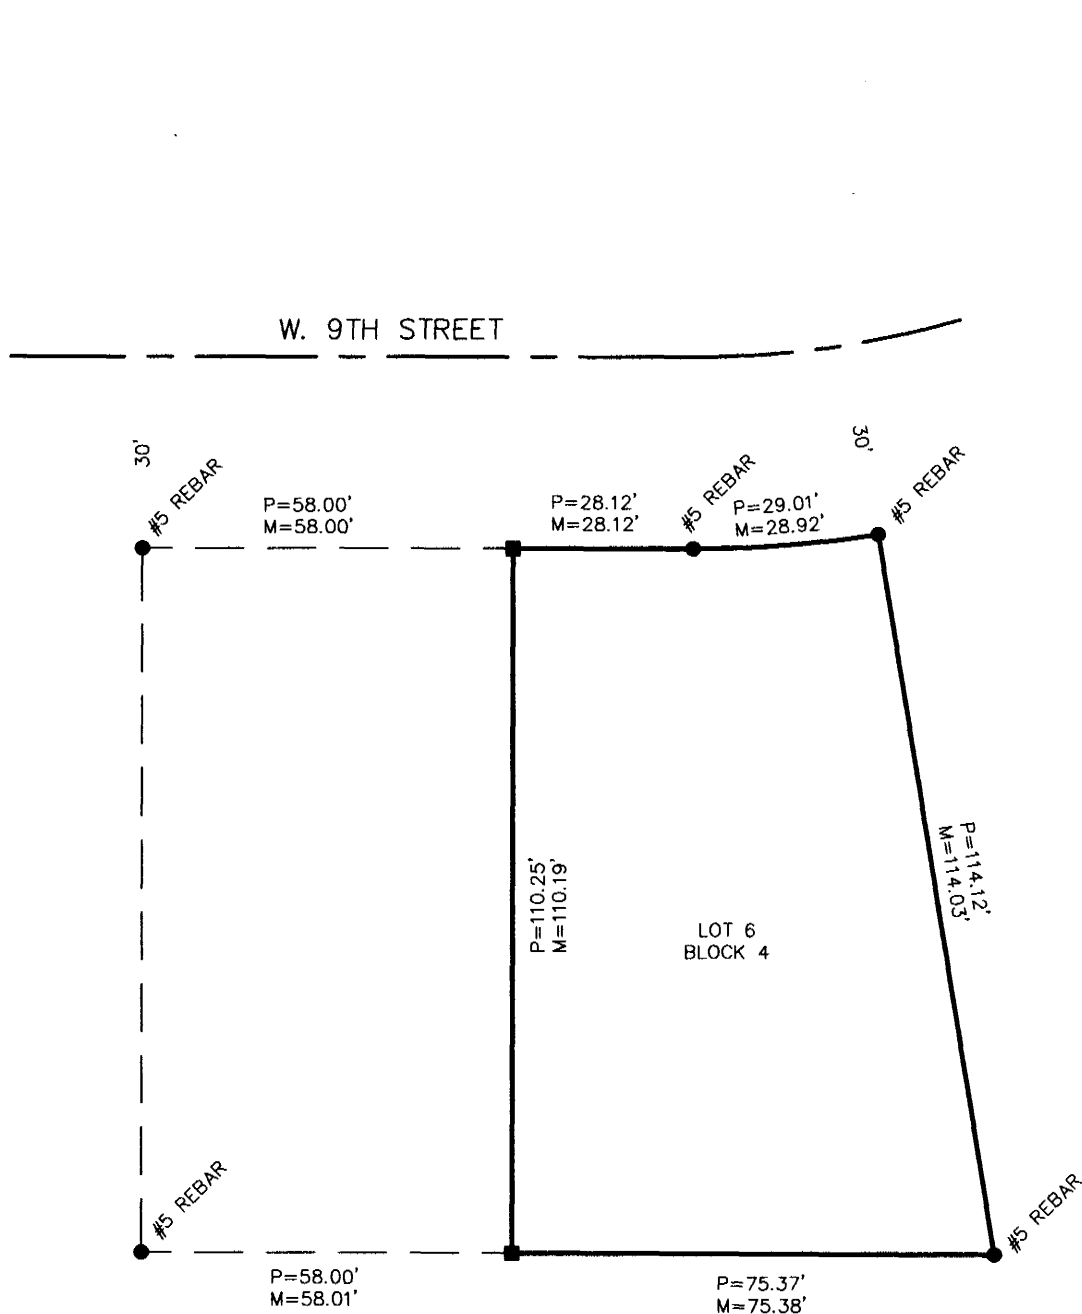 W. 9TH STREET
30'
30'
#5 REBAR
P=58.00'
M=58.00'
P=28.12'
M=28.12'
#5 REBAR
P=29.01'
M=28.92'
#5 REBAR
P=110.25'
M=110.19'
P=114.12'
M=114.03'
LOT 6
BLOCK 4
#5 REBAR
#5 REBAR
P=58.00'
M=58.01'
P=75.37'
M=75.38'